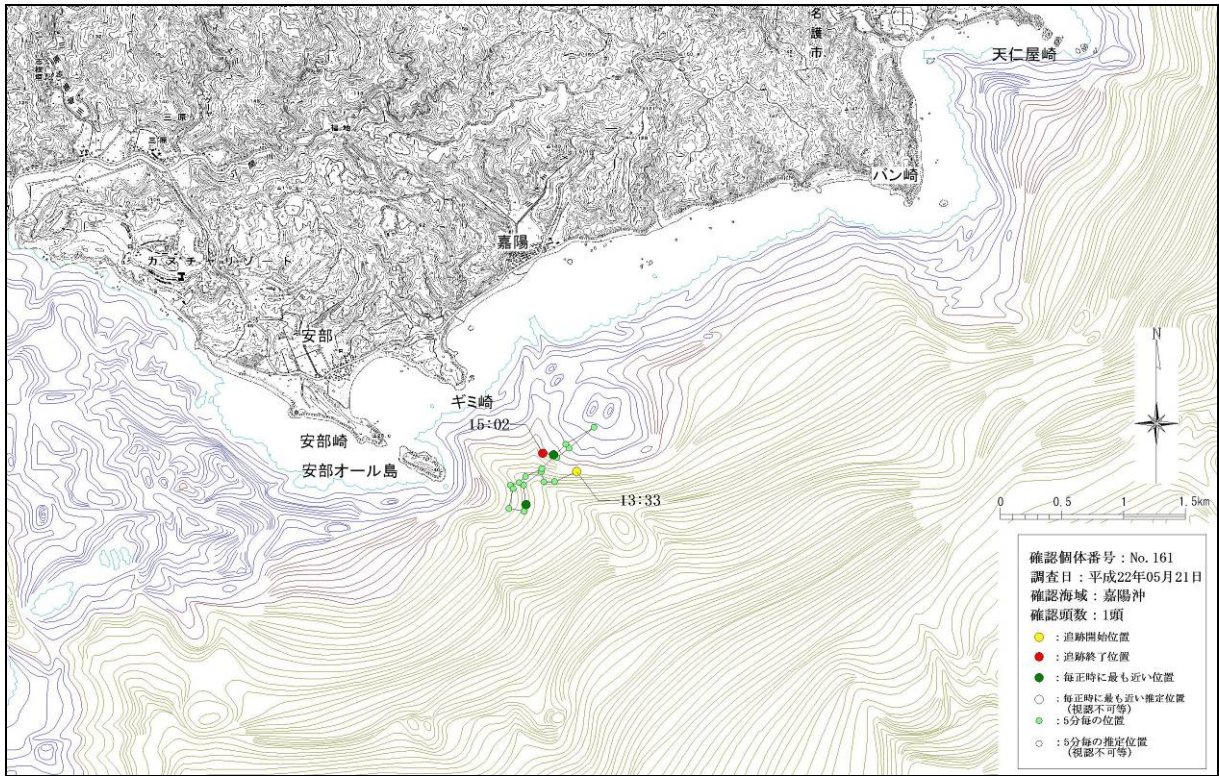 名護市
天仁屋崎
バン崎
三原
福地
嘉陽
カヌチャリゾート
安部
ギミ崎
15:02
安部崎
安部オール島
13:33
N
0 0.5 1 1.5km
確認個体番号：No. 161
調査日：平成22年05月21日
確認海域：嘉陽沖
確認頭数：1頭
：追跡開始位置
：追跡終了位置
：毎正時に最も近い位置
：毎正時に最も近い推定位置
(視認不可等)
：5分毎の位置
：5分毎の推定位置
(視認不可等)